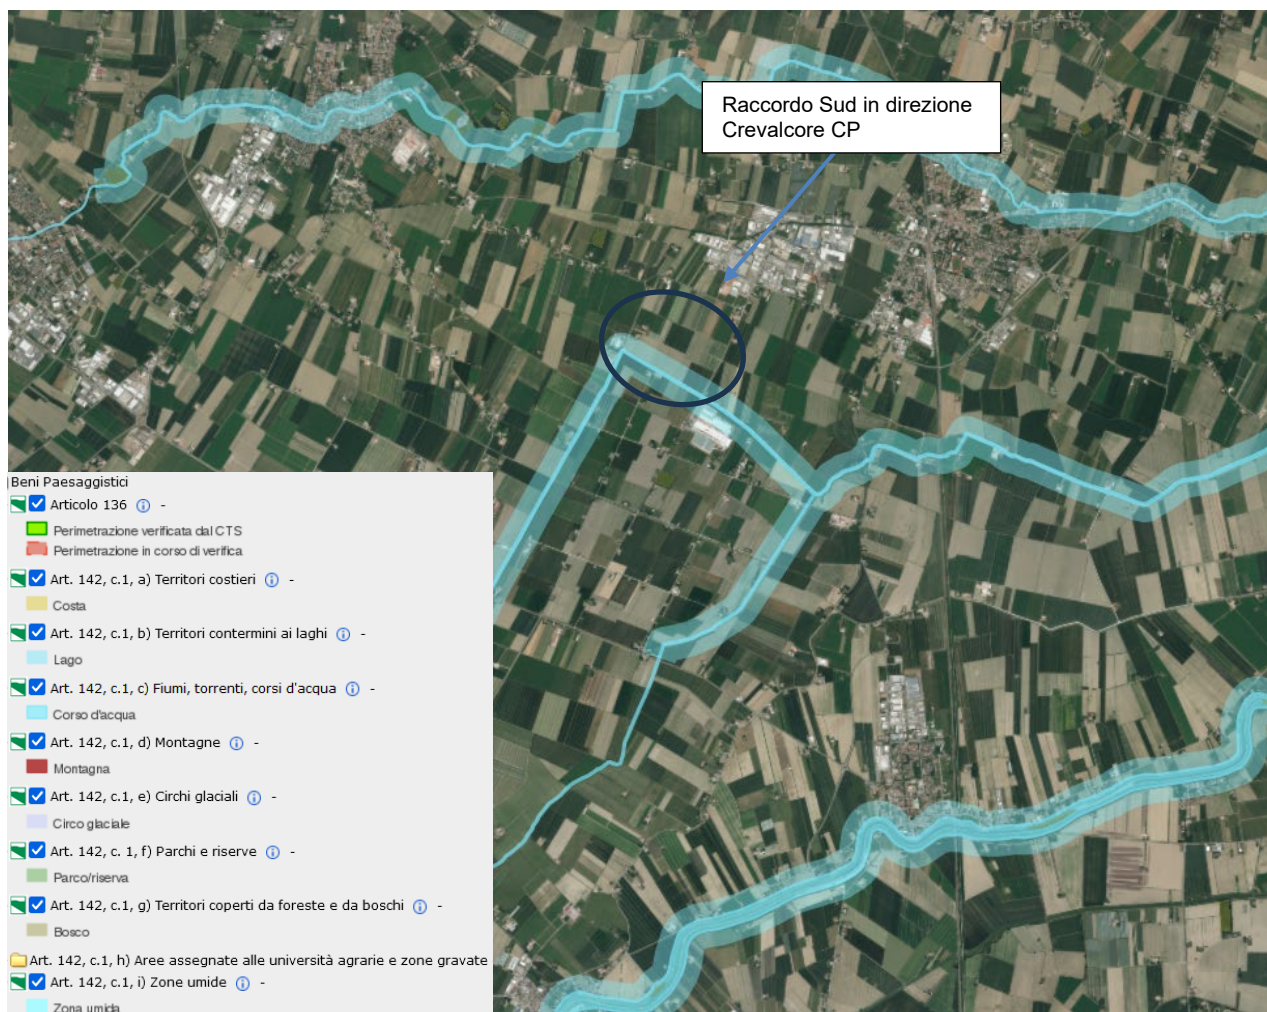 Raccordo Sud in direzione
Crevalcore CP
Beni Paesaggistici
Articolo 136 -
Perimetrazione verificata dal CTS
Perimetrazione in corso di verifica
Art. 142, c.1, a) Territori costieri -
Costa
Art. 142, c.1, b) Territori contermini ai laghi -
Lago
Art. 142, c.1, c) Fiumi, torrenti, corsi d'acqua -
Corso d'acqua
Art. 142, c.1, d) Montagne -
Montagna
Art. 142, c.1, e) Circhi glaciali -
Circo glaciale
Art. 142, c. 1, f) Parchi e riserve -
Parco/riserva
Art. 142, c.1, g) Territori coperti da foreste e da boschi -
Bosco
Art. 142, c.1, h) Aree assegnate alle università agrarie e zone gravate
Art. 142, c.1, i) Zone umide -
Zona umida